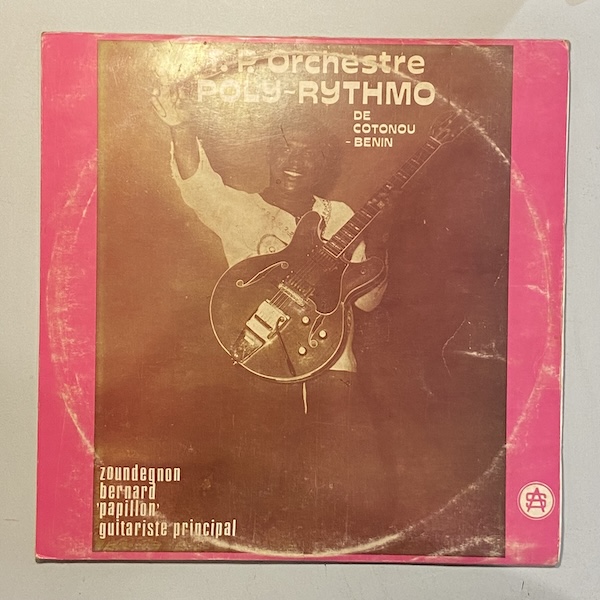 T.P. Orchestre
POLY-RYTHMO
DE
COTONOU
- BENIN
zoundegnon
bernard
'papillon'
guitariste principal